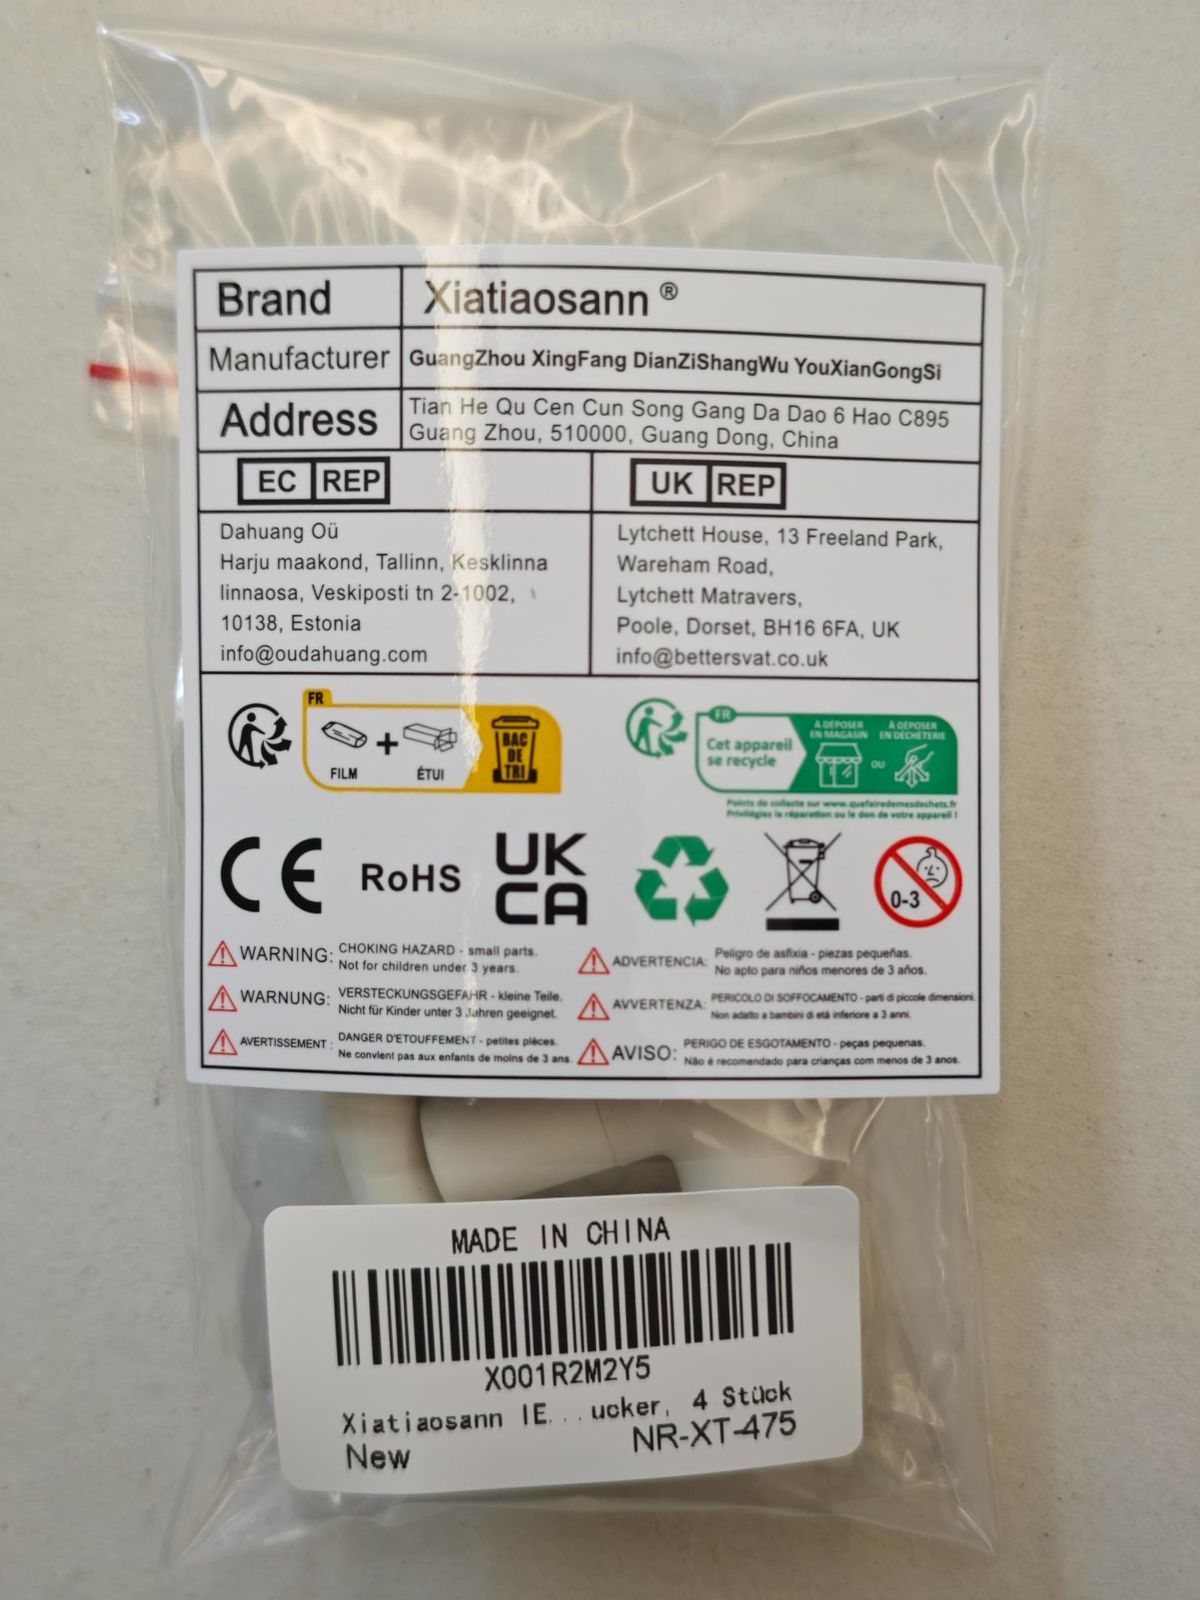 Brand
Xiatiaosann ®
Manufacturer
GuangZhou XingFang DianZiShangWu YouXianGongSi
Address
Tian He Qu Cen Cun Song Gang Da Dao 6 Hao C895
Guang Zhou, 510000, Guang Dong, China
EC REP
Dahuang Oü
Harju maakond, Tallinn, Kesklinna
linnaosa, Veskiposti tn 2-1002,
10138, Estonia
info@oudahuang.com
UK REP
Lytchett House, 13 Freeland Park,
Wareham Road,
Lytchett Matravers,
Poole, Dorset, BH16 6FA, UK
info@bettersvat.co.uk
FR
FILM
+
ÉTUI
BAC
DE
TRI
FR
Cet appareil
se recycle
À DÉPOSER
EN MAGASIN
OU
À DÉPOSER
EN DÉCHÈTERIE
Points de collecte sur www.quefairedemesdechets.fr
Privilégiez la réparation ou le don de votre appareil !
CE
RoHS
UK
CA
0-3
WARNING: CHOKING HAZARD - small parts.
Not for children under 3 years.
WARNUNG: VERSTECKUNGSGEFAHR - kleine Teile.
Nicht für Kinder unter 3 Jahren geeignet.
AVERTISSEMENT : DANGER D'ETOUFFEMENT - petites pièces.
Ne convient pas aux enfants de moins de 3 ans.
ADVERTENCIA: Peligro de asfixia - piezas pequeñas.
No apto para niños menores de 3 años.
AVVERTENZA: PERICOLO DI SOFFOCAMENTO - parti di piccole dimensioni.
Non adatto a bambini di età inferiore a 3 anni.
AVISO: PERIGO DE ESGOTAMENTO - peças pequenas.
Não é recomendado para crianças com menos de 3 anos.
MADE IN CHINA
X001R2M2Y5
Xiatiaosann IE...ucker, 4 Stück
New
NR-XT-475